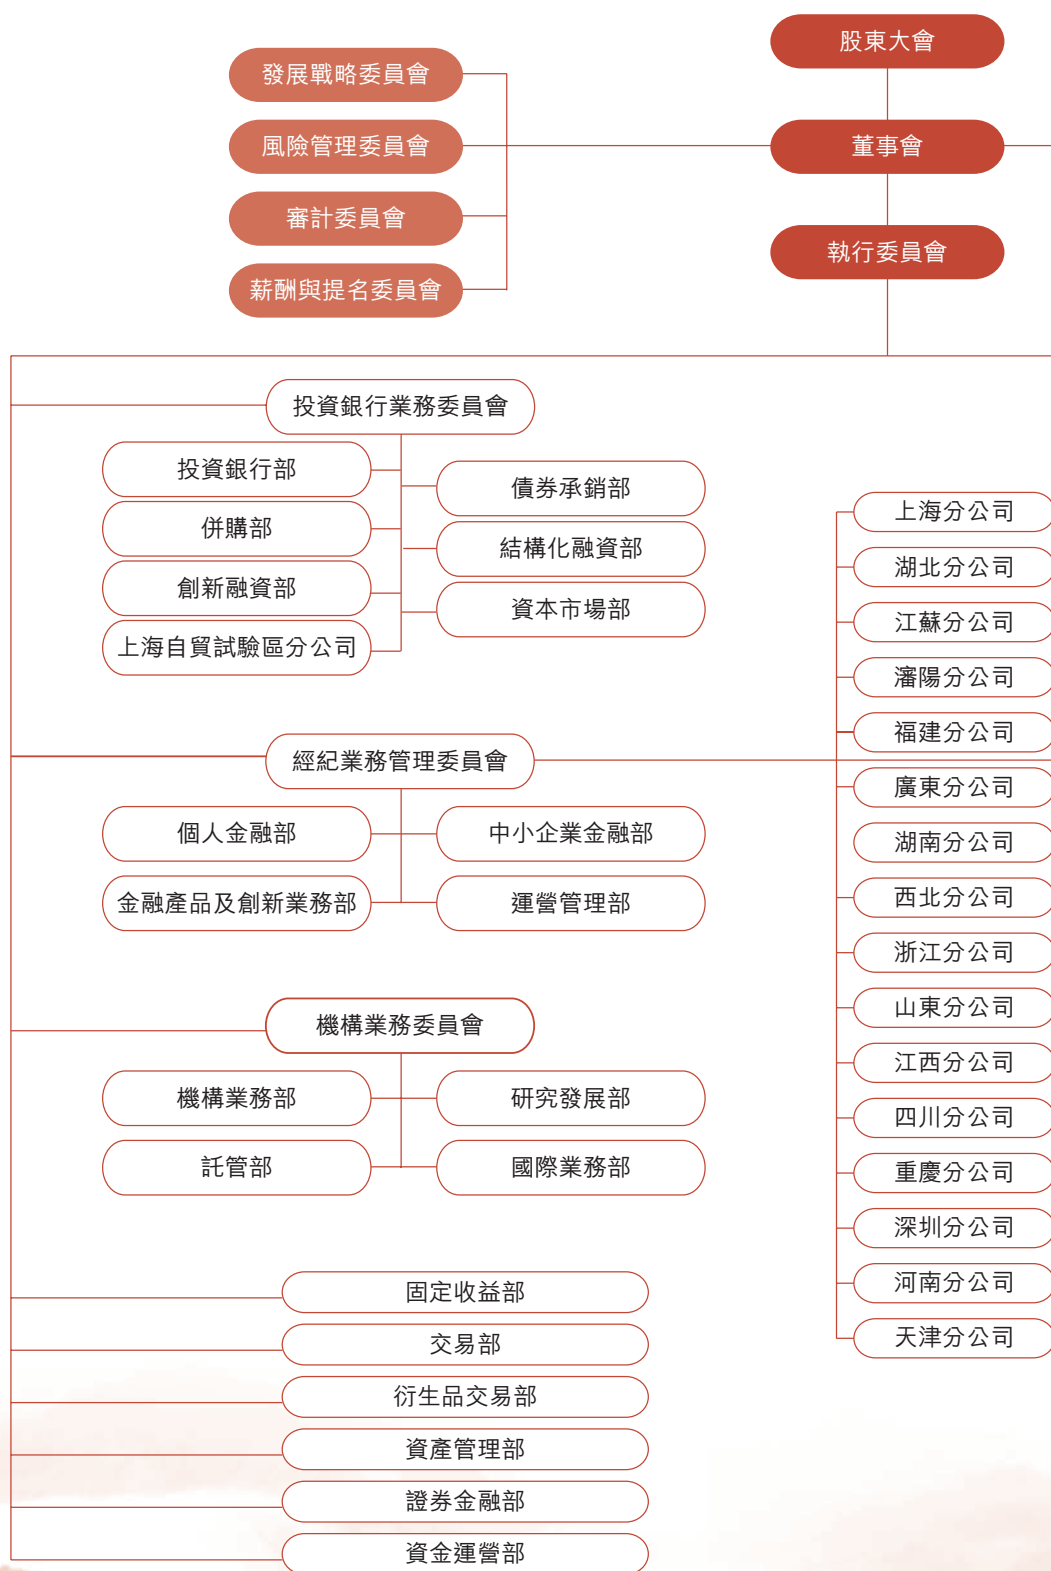 股東大會
發展戰略委員會
風險管理委員會
董事會
審計委員會
執行委員會
薪酬與提名委員會
投資銀行業務委員會
投資銀行部
債券承銷部
併購部
結構化融資部
創新融資部
資本市場部
上海自貿試驗區分公司
經紀業務管理委員會
個人金融部
中小企業金融部
金融產品及創新業務部
運營管理部
機構業務委員會
機構業務部
研究發展部
託管部
國際業務部
固定收益部
交易部
衍生品交易部
資產管理部
證券金融部
資金運營部
上海分公司
湖北分公司
江蘇分公司
瀋陽分公司
福建分公司
廣東分公司
湖南分公司
西北分公司
浙江分公司
山東分公司
江西分公司
四川分公司
重慶分公司
深圳分公司
河南分公司
天津分公司